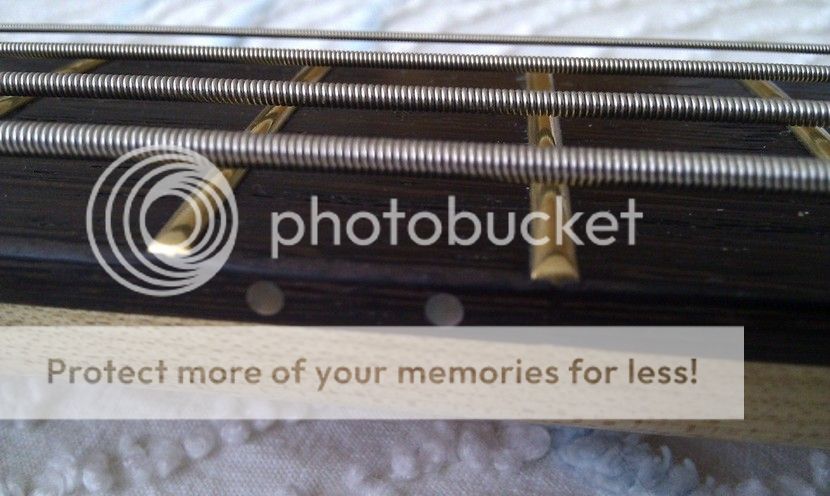 photobucket
Protect more of your memories for less!